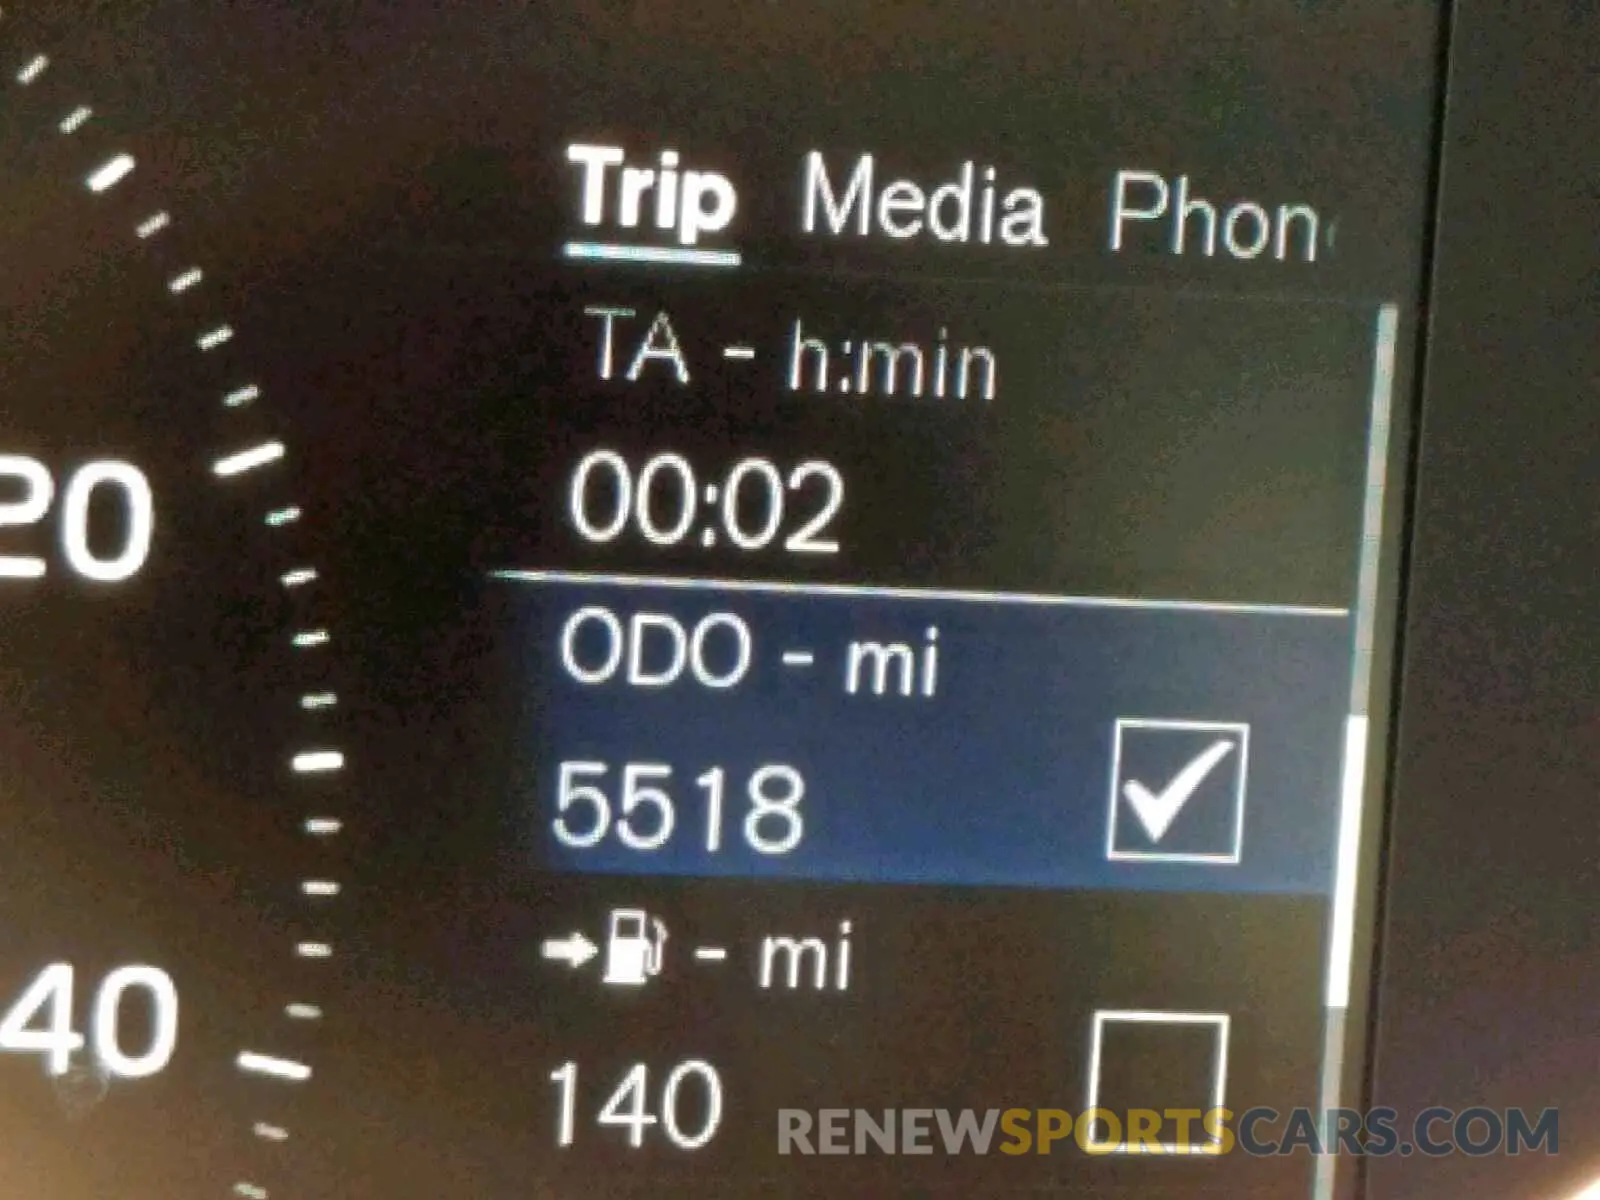 Trip Media Phon
TA - h:min
00:02
20
ODO - mi
5518
- mi
40
140
RENEWSPORTSCARS.COM